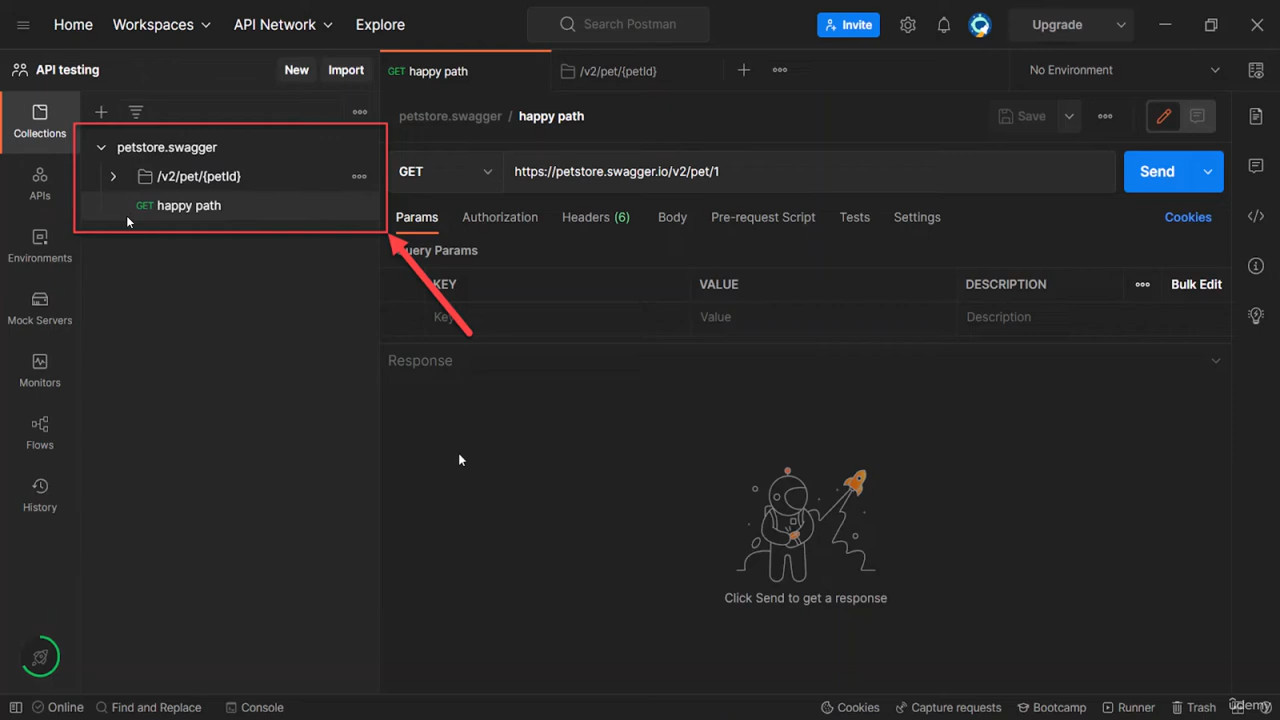 Home Workspaces API Network Explore Search Postman Invite Upgrade
API testing New Import GET happy path /v2/pet/{petId} No Environment
Collections
APIs
Environments
Mock Servers
Monitors
Flows
History
petstore.swagger
/v2/pet/{petId}
GET happy path
petstore.swagger / happy path Save
GET https://petstore.swagger.io/v2/pet/1 Send
Params Authorization Headers (6) Body Pre-request Script Tests Settings Cookies
uery Params
KEY VALUE DESCRIPTION Bulk Edit
Key Value Description
Response
Click Send to get a response
Online Find and Replace Console Cookies Capture requests Bootcamp Runner Trash
ûdemy